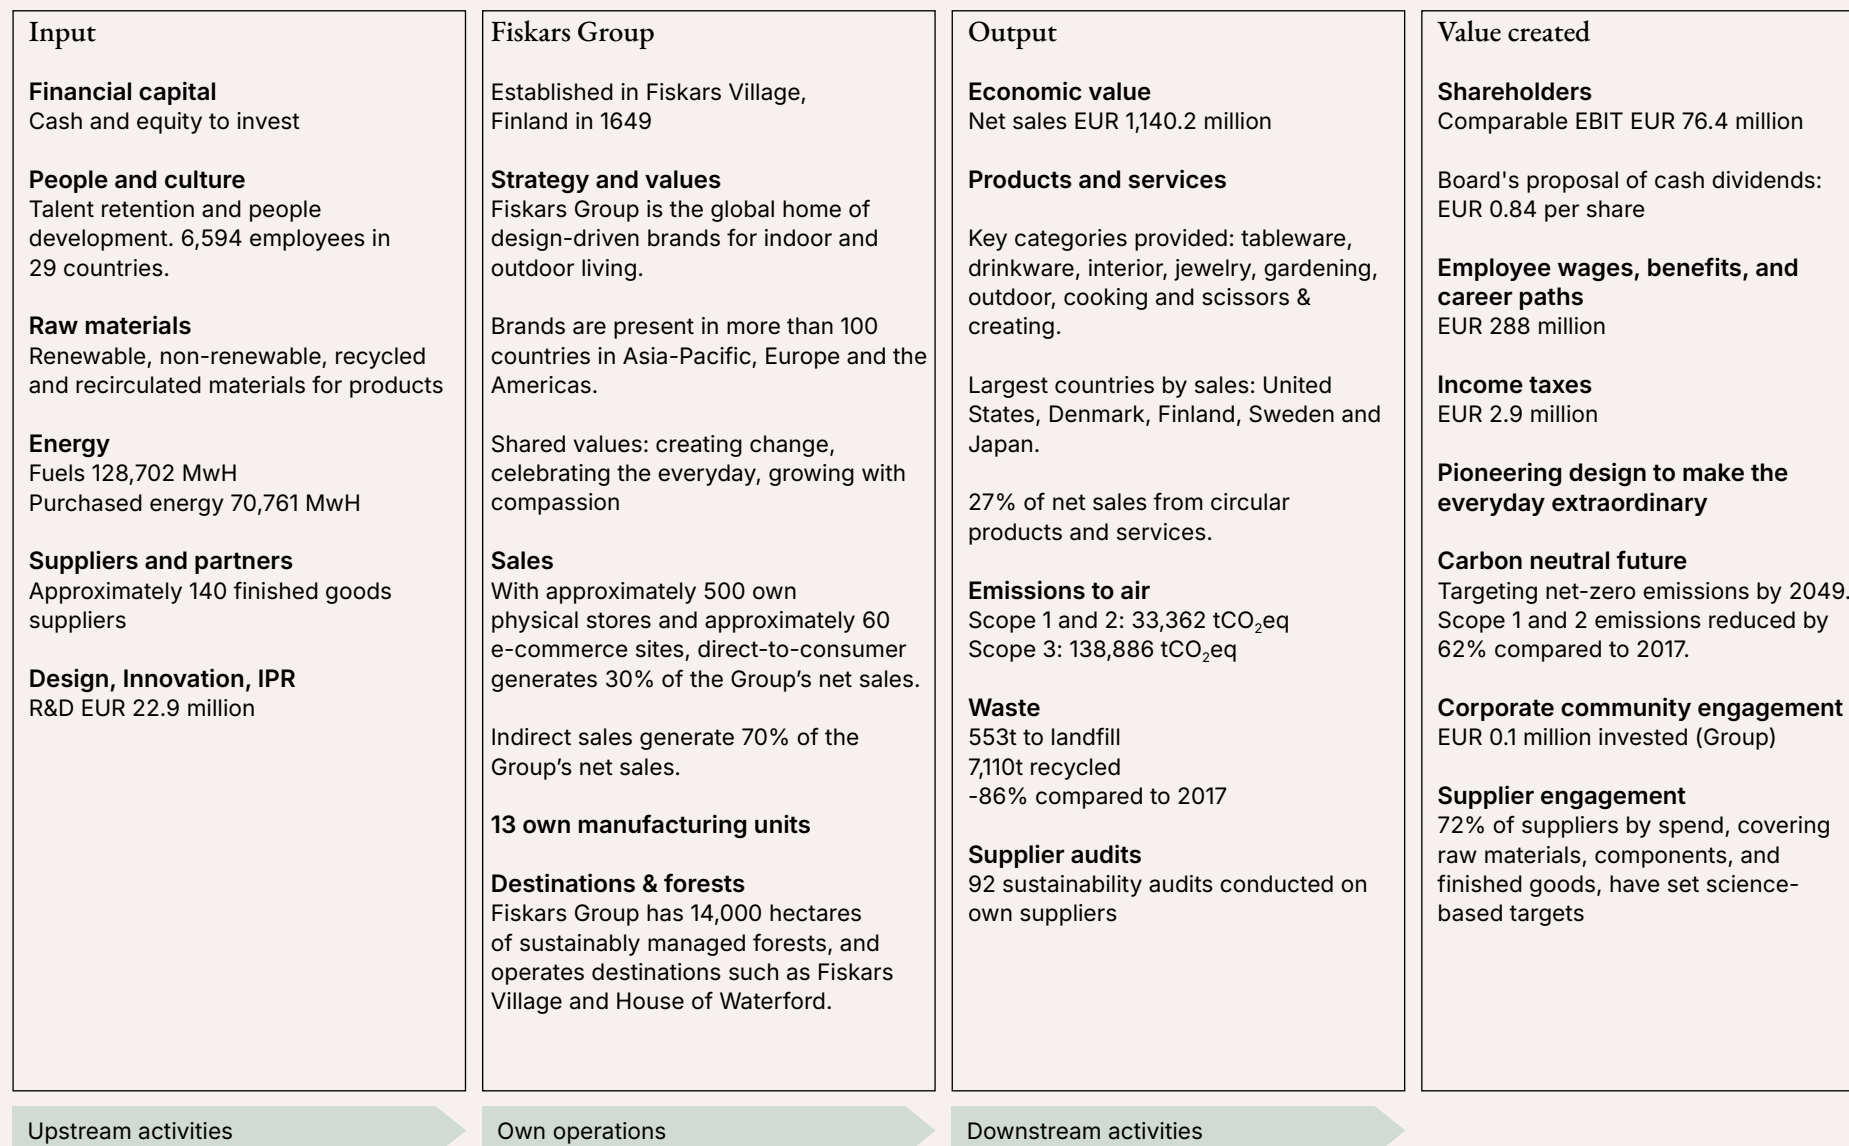 Input
Financial capital
Cash and equity to invest
People and culture
Talent retention and people
development. 6,594 employees in
29 countries.
Raw materials
Renewable, non-renewable, recycled
and recirculated materials for products
Energy
Fuels 128,702 MwH
Purchased energy 70,761 MwH
Suppliers and partners
Approximately 140 finished goods
suppliers
Design, Innovation, IPR
R&D EUR 22.9 million
Upstream activities
Fiskars Group
Established in Fiskars Village,
Finland in 1649
Strategy and values
Fiskars Group is the global home of
design-driven brands for indoor and
outdoor living.
Brands are present in more than 100
countries in Asia-Pacific, Europe and the
Americas.
Shared values: creating change,
celebrating the everyday, growing with
compassion
Sales
With approximately 500 own
physical stores and approximately 60
e-commerce sites, direct-to-consumer
generates 30% of the Group’s net sales.
Indirect sales generate 70% of the
Group’s net sales.
13 own manufacturing units
Destinations & forests
Fiskars Group has 14,000 hectares
of sustainably managed forests, and
operates destinations such as Fiskars
Village and House of Waterford.
Own operations
Output
Economic value
Net sales EUR 1,140.2 million
Products and services
Key categories provided: tableware,
drinkware, interior, jewelry, gardening,
outdoor, cooking and scissors &
creating.
Largest countries by sales: United
States, Denmark, Finland, Sweden and
Japan.
27% of net sales from circular
products and services.
Emissions to air
Scope 1 and 2: 33,362 tCO₂eq
Scope 3: 138,886 tCO₂eq
Waste
553t to landfill
7,110t recycled
-86% compared to 2017
Supplier audits
92 sustainability audits conducted on
own suppliers
Downstream activities
Value created
Shareholders
Comparable EBIT EUR 76.4 million
Board's proposal of cash dividends:
EUR 0.84 per share
Employee wages, benefits, and
career paths
EUR 288 million
Income taxes
EUR 2.9 million
Pioneering design to make the
everyday extraordinary
Carbon neutral future
Targeting net-zero emissions by 2049.
Scope 1 and 2 emissions reduced by
62% compared to 2017.
Corporate community engagement
EUR 0.1 million invested (Group)
Supplier engagement
72% of suppliers by spend, covering
raw materials, components, and
finished goods, have set science-
based targets